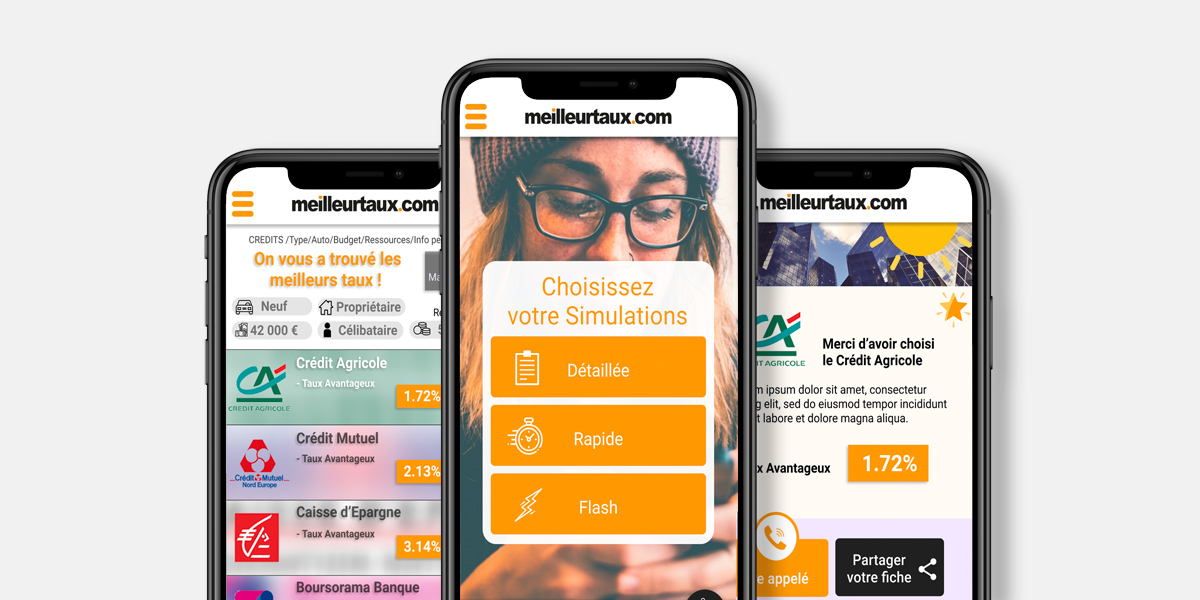 meilleurtaux.com
CREDITS /Type/Auto/Budget/Ressources/Info
On vous a trouvé les
meilleurs taux !
Neuf
Propriétaire
42 000 €
Célibataire
Crédit Agricole
- Taux Avantageux
CREDIT AGRICOLE
1.72%
Crédit Mutuel
- Taux Avantageux
Crédit Mutuel
Nord Europe
2.13%
Caisse d'Epargne
- Taux Avantageux
3.14%
Boursorama Banque
meilleurtaux.com
Choisissez
votre Simulations
Détaillée
Rapide
Flash
meilleurtaux.com
Merci d'avoir choisi
le Crédit Agricole
AGRICOLE
ipsum dolor sit amet, consectetur
elit, sed do eiusmod tempor incididunt
labore et dolore magna aliqua.
Avantageux
1.72%
appelé
Partager
votre fiche